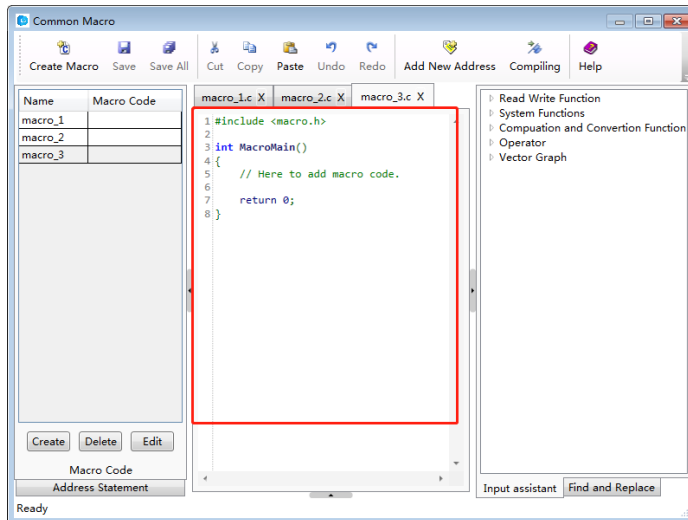 Common Macro
Create Macro Save Save All Cut Copy Paste Undo Redo Add New Address Compiling Help
Name Macro Code
macro_1
macro_2
macro_3
Create Delete Edit
Macro Code
Address Statement
macro_1.c X macro_2.c X macro_3.c X
1 #include <macro.h>
2
3 int MacroMain()
4 {
5 // Here to add macro code.
6
7 return 0;
8 }
Read Write Function
System Functions
Compuation and Convertion Function
Operator
Vector Graph
Input assistant Find and Replace
Ready